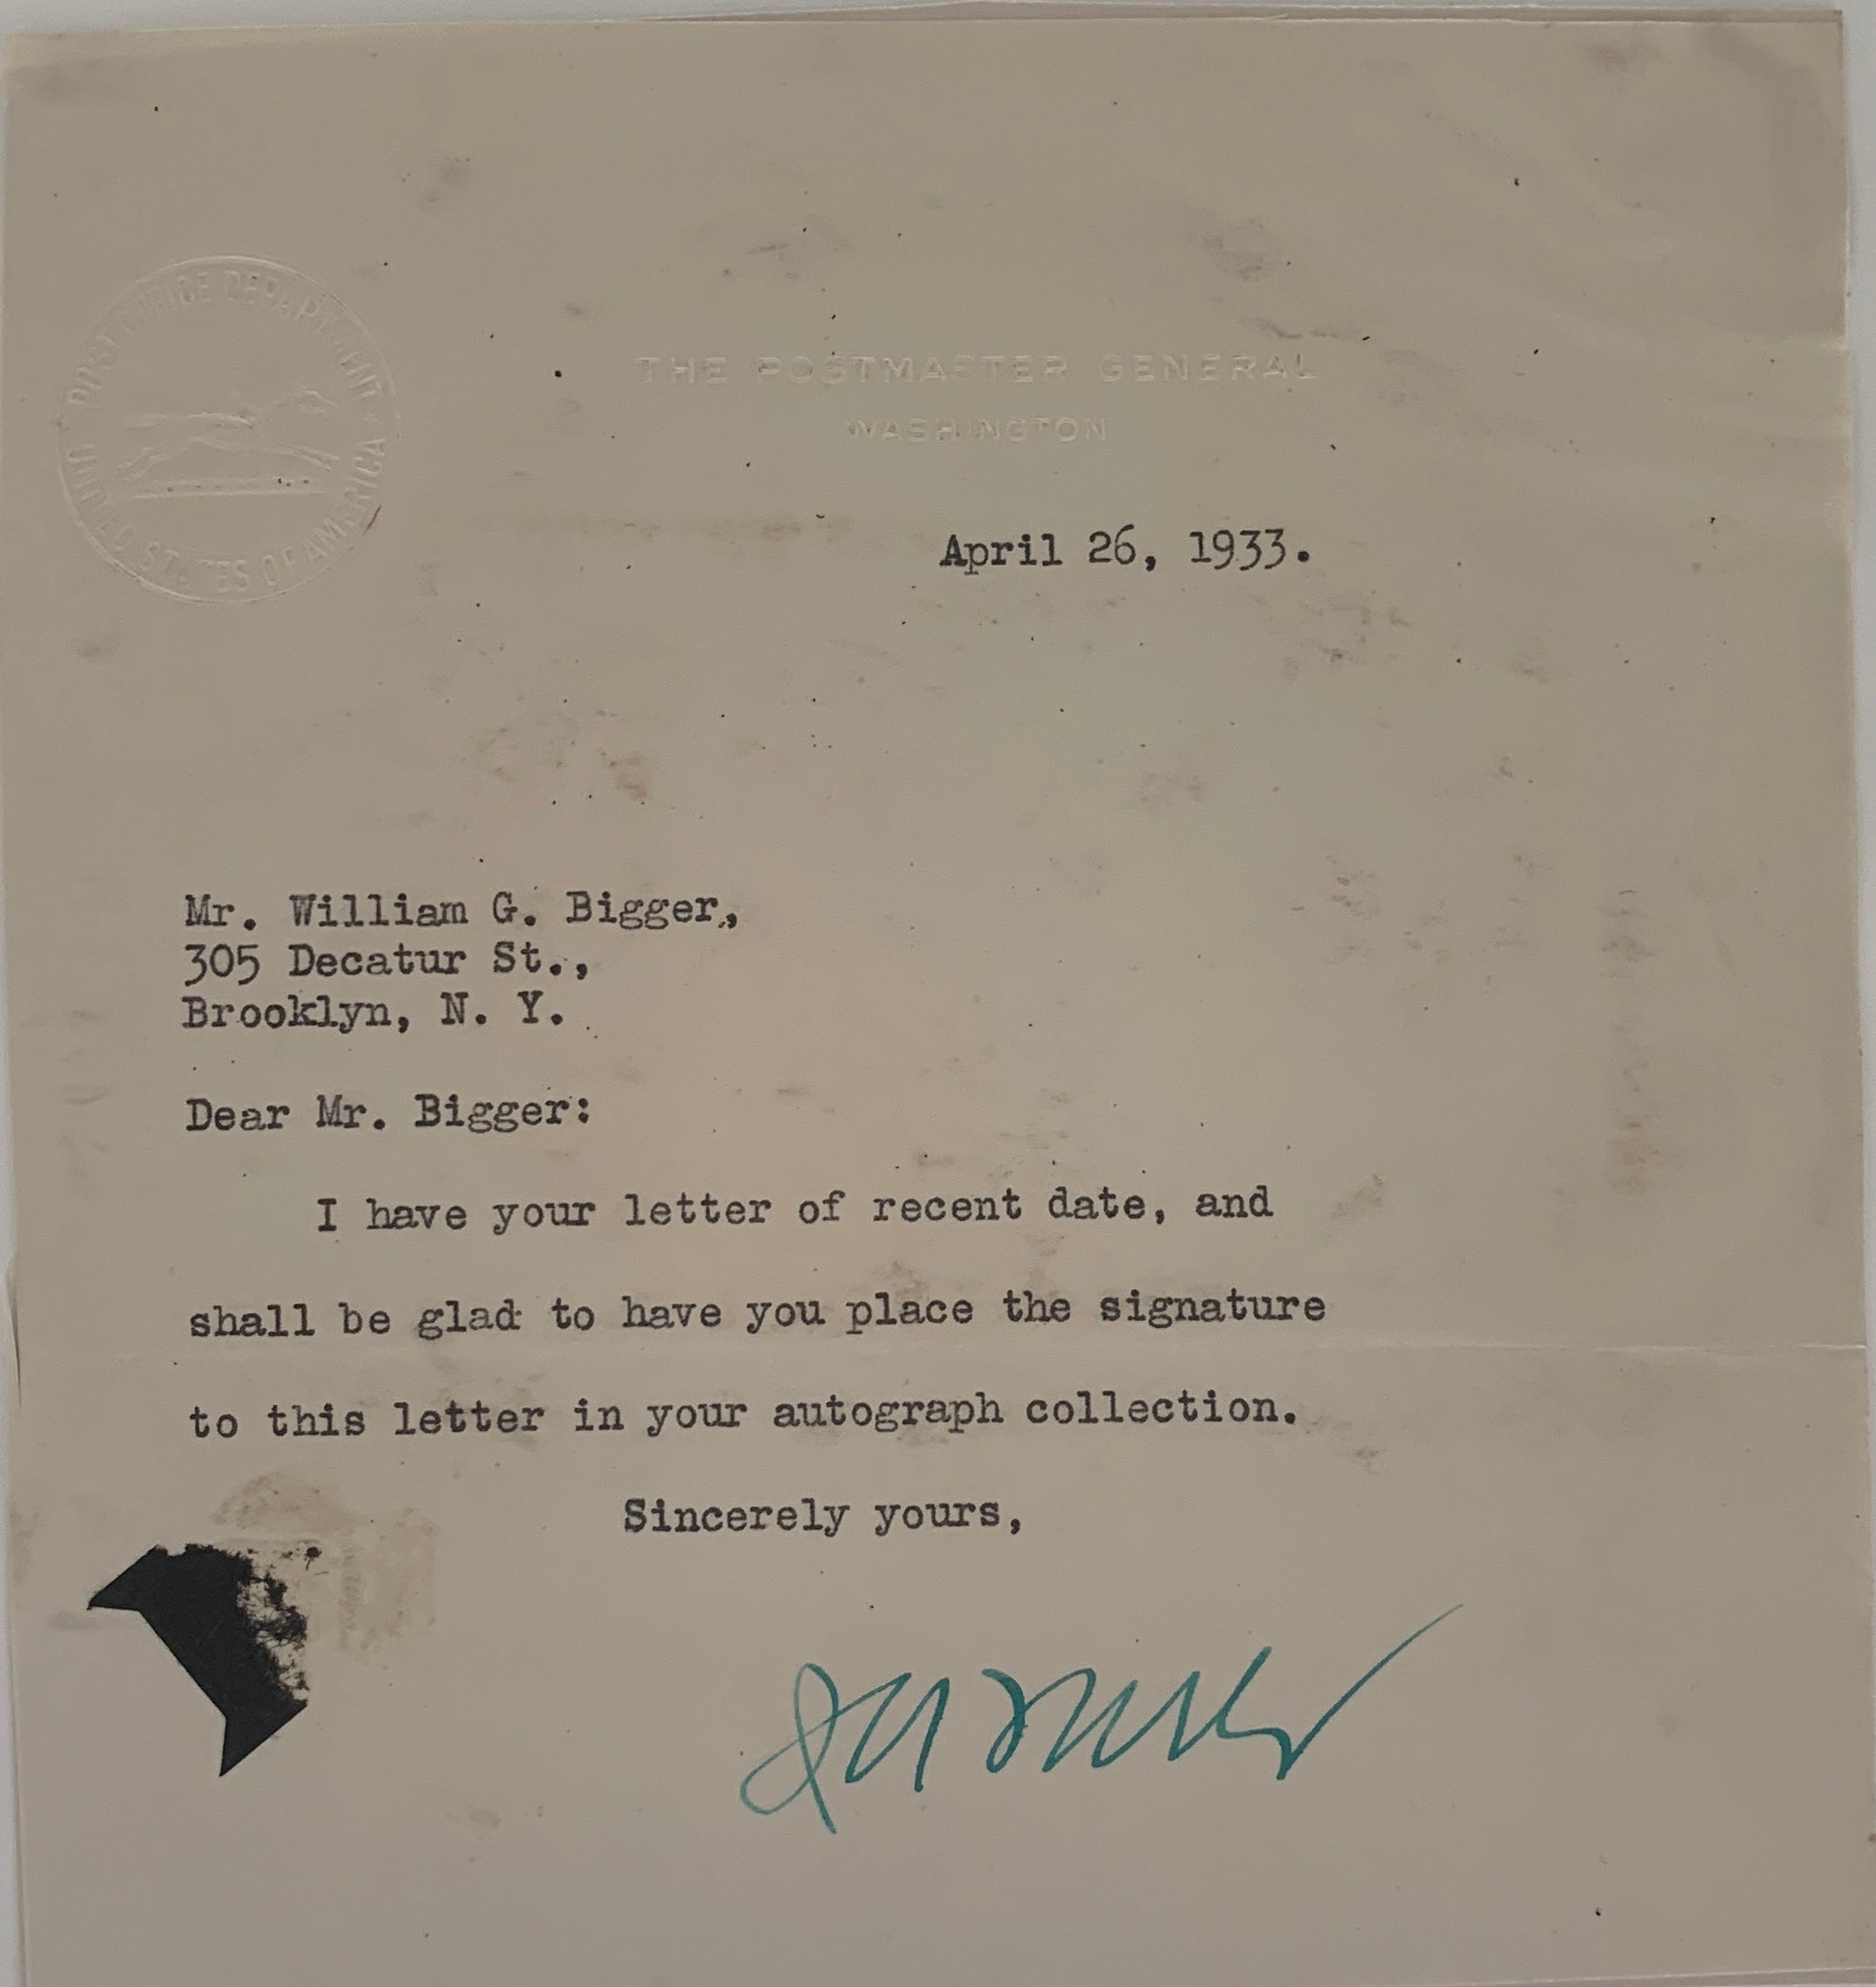 POST OFFICE DEPARTMENT
UNITED STATES OF AMERICA
THE POSTMASTER GENERAL
WASHINGTON
April 26, 1933.
Mr. William G. Bigger,
305 Decatur St.,
Brooklyn, N. Y.
Dear Mr. Bigger:
I have your letter of recent date, and
shall be glad to have you place the signature
to this letter in your autograph collection.
Sincerely yours,